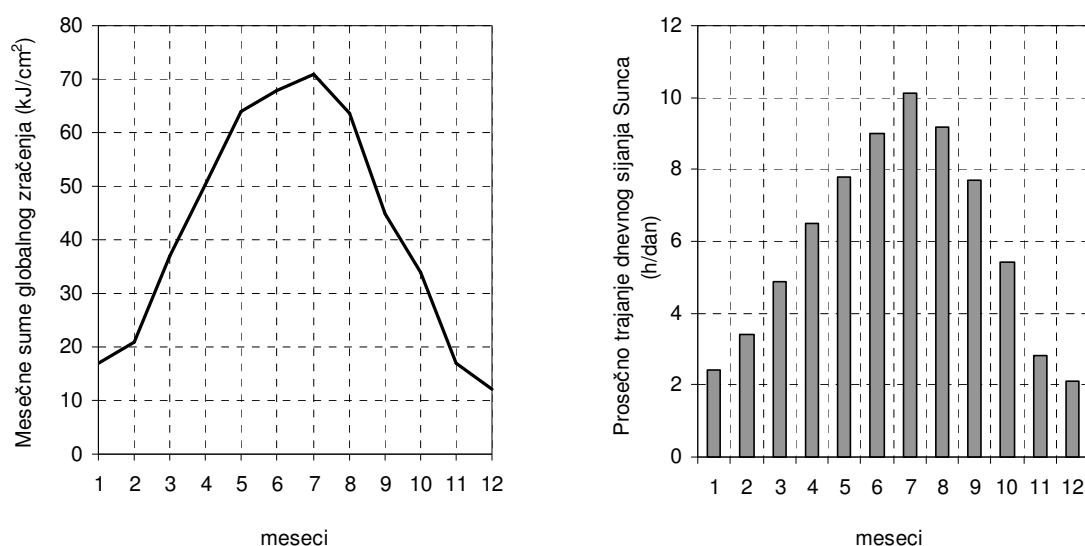 Mesečne sume globalnog zračenja (kJ/cm²)
80
70
60
50
40
30
20
10
0
1 2 3 4 5 6 7 8 9 10 11 12
meseci
Prosečno trajanje dnevnog sijanja Sunca
(h/dan)
12
10
8
6
4
2
0
1 2 3 4 5 6 7 8 9 10 11 12
meseci